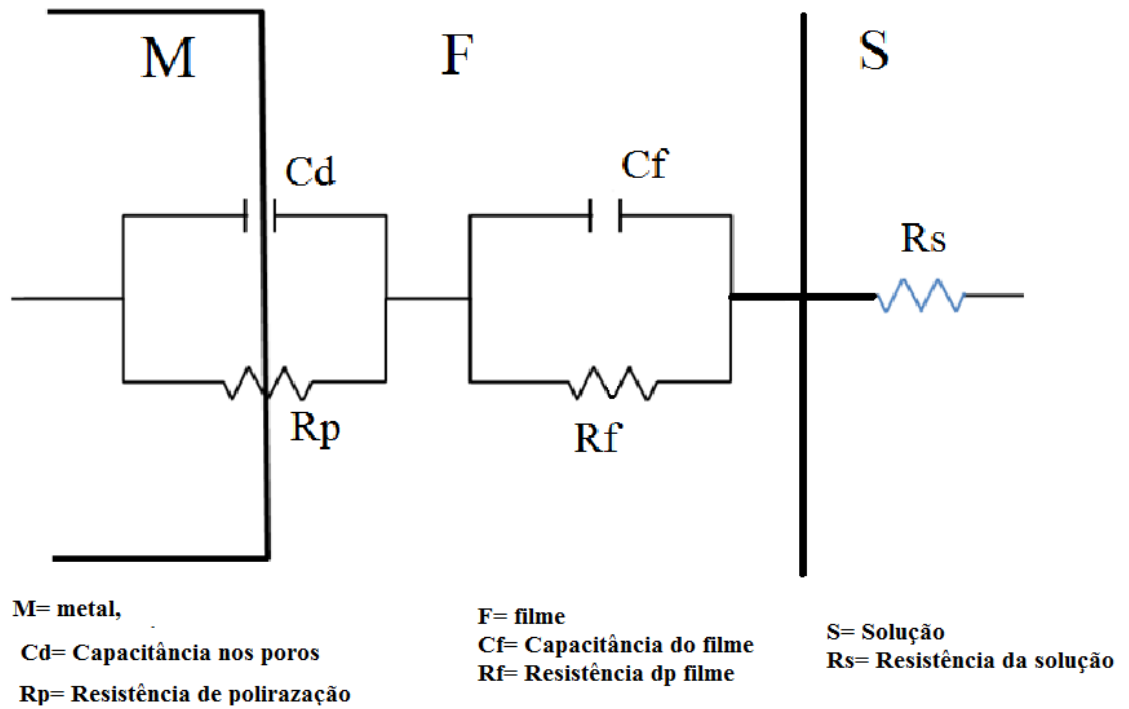 M
F
S
Cd
Cf
Rs
Rp
Rf
M= metal,
Cd= Capacitância nos poros
Rp= Resistência de polirazação
F= filme
Cf= Capacitância do filme
Rf= Resistência dp filme
S= Solução
Rs= Resistência da solução